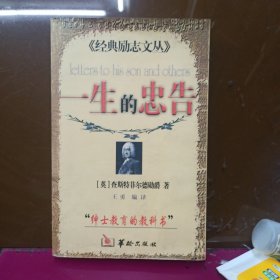 《经典励志文丛》
letters to his son and others
一生的忠告
[英]查斯特菲尔德勋爵 著
王勇 编译
“绅士教育的教科书”
华龄出版社